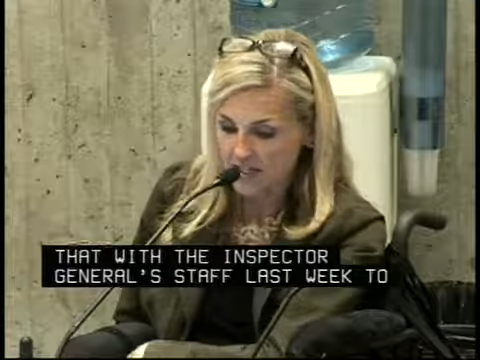 THAT WITH THE INSPECTOR
GENERAL'S STAFF LAST WEEK TO